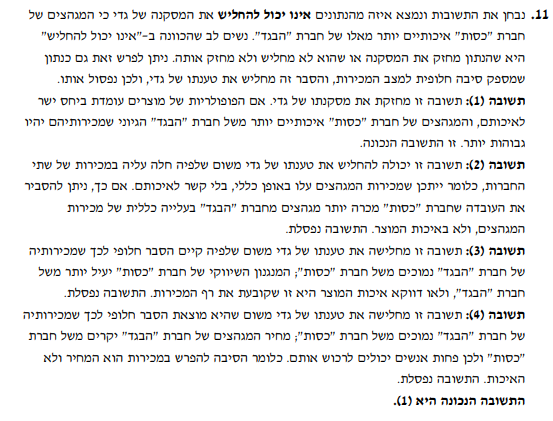 11. נבחן את התשובות ונמצא איזה מהנתונים אינו יכול להחליש את המסקנה של גדי כי המגהצים של
חברת "כסות" איכותיים יותר מאלו של חברת "הבגד". נשים לב שהכוונה ב-"אינו יכול להחליש"
היא שהנתון מחזק את המסקנה או שהוא לא מחליש ולא מחזק אותה. ניתן לפרש זאת גם כנתון
שמספק סיבה חלופית למצב המכירות, והסבר זה מחליש את טענתו של גדי, ולכן נפסול אותו.
תשובה (1): תשובה זו מחזקת את מסקנתו של גדי. אם הפופולריות של מוצרים עומדת ביחס ישר
לאיכותם, והמגהצים של חברת "כסות" איכותיים יותר משל חברת "הבגד" הגיוני שמכירותיהם יהיו
גבוהות יותר. זו התשובה הנכונה.
תשובה (2): תשובה זו יכולה להחליש את טענתו של גדי משום שלפיה חלה עליה במכירות של שתי
החברות, כלומר ייתכן שמכירות המגהצים עלו באופן כללי, בלי קשר לאיכותם. אם כך, ניתן להסביר
את העובדה שחברת "כסות" מכרה יותר מגהצים מחברת "הבגד" בעלייה כללית של מכירות
המגהצים, ולא באיכות המוצר. התשובה נפסלת.
תשובה (3): תשובה זו מחלישה את טענתו של גדי משום שלפיה קיים הסבר חלופי לכך שמכירותיה
של חברת "הבגד" נמוכים משל חברת "כסות"; המנגנון השיווקי של חברת "כסות" יעיל יותר משל
חברת "הבגד", ולאו דווקא איכות המוצר היא זו שקובעת את רף המכירות. התשובה נפסלת.
תשובה (4): תשובה זו מחלישה את טענתו של גדי משום שהיא מוצאת הסבר חלופי לכך שמכירותיה
של חברת "הבגד" נמוכים משל חברת "כסות"; מחיר המגהצים של חברת "הבגד" יקרים משל חברת
"כסות" ולכן פחות אנשים יכולים לרכוש אותם. כלומר הסיבה להפרש במכירות הוא המחיר ולא
האיכות. התשובה נפסלת.
התשובה הנכונה היא (1).